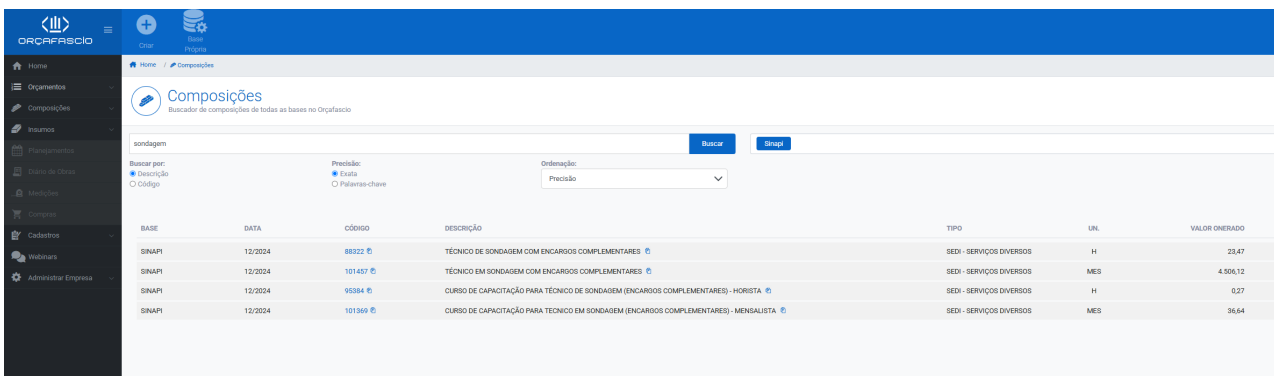 ORÇAFASCIO
Criar
Base Própria
Home
Orçamentos
Composições
Insumos
Planejamentos
Diário de Obras
Medições
Compras
Cadastros
Webinars
Administrar Empresa
Home / Composições
Composições
Buscador de composições de todas as bases no Orçafascio
sondagem Buscar Sinapi
Buscar por: Precisão: Ordenação:
Descrição Exata Precisão
Código Palavras-chave
BASE DATA CÓDIGO DESCRIÇÃO TIPO UN. VALOR ONERADO
SINAPI 12/2024 88322 TÉCNICO DE SONDAGEM COM ENCARGOS COMPLEMENTARES SEDI - SERVIÇOS DIVERSOS H 23,47
SINAPI 12/2024 101457 TÉCNICO EM SONDAGEM COM ENCARGOS COMPLEMENTARES SEDI - SERVIÇOS DIVERSOS MES 4.506,12
SINAPI 12/2024 95384 CURSO DE CAPACITAÇÃO PARA TÉCNICO DE SONDAGEM (ENCARGOS COMPLEMENTARES) - HORISTA SEDI - SERVIÇOS DIVERSOS H 0,27
SINAPI 12/2024 101369 CURSO DE CAPACITAÇÃO PARA TECNICO EM SONDAGEM (ENCARGOS COMPLEMENTARES) - MENSALISTA SEDI - SERVIÇOS DIVERSOS MES 36,64